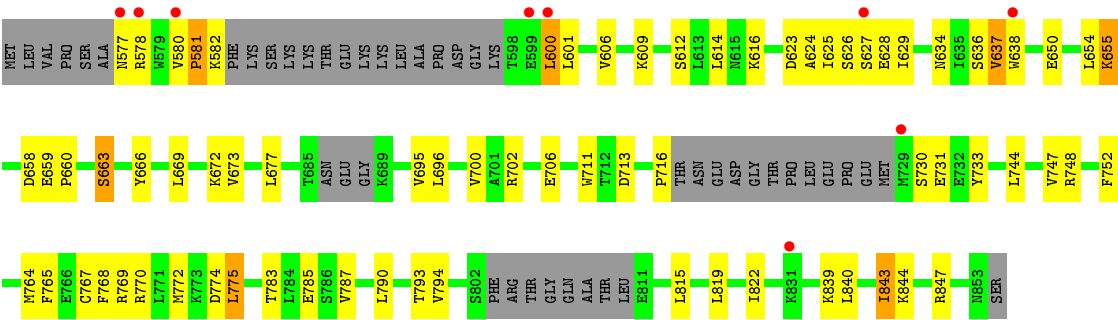 MET LEU VAL PRO SER ALA N577 R578 W579 V580 P581 K582 PHE LYS SER LYS LYS THR GLU LYS LYS LEU ALA PRO ASP GLY LYS T598 E599 L600 L601 V606 K609 S612 L613 L614 N615 K616 D623 A624 I625 S626 S627 E628 I629 N634 I635 S636 V637 W638 E650 L654 K655
D658 E659 P660 S663 Y666 L669 K672 V673 L677 T685 ASN GLU GLY K689 V695 L696 V700 A701 R702 E706 W711 T712 D713 P716 THR ASN GLU ASP GLY THR PRO LEU GLU PRO GLU MET M729 S730 E731 E732 Y733 L744 V747 R748 F752
M764 F765 E766 C767 F768 R769 R770 L771 M772 K773 D774 L775 T783 L784 E785 S786 V787 L790 T793 V794 S802 PHE ARG THR GLY GLN ALA THR LEU E811 L815 L819 I822 K831 K839 L840 I843 K844 R847 N853 SER